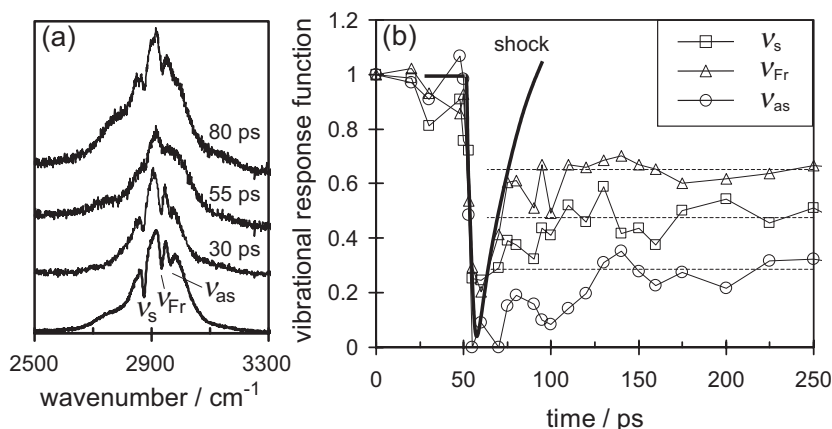 (a)
80 ps
55 ps
30 ps
νs
νFr
νas
2500
2900
3300
wavenumber / cm-1
(b)
vibrational response function
1.2
1
0.8
0.6
0.4
0.2
0
shock
νs
νFr
νas
0
50
100
150
200
250
time / ps